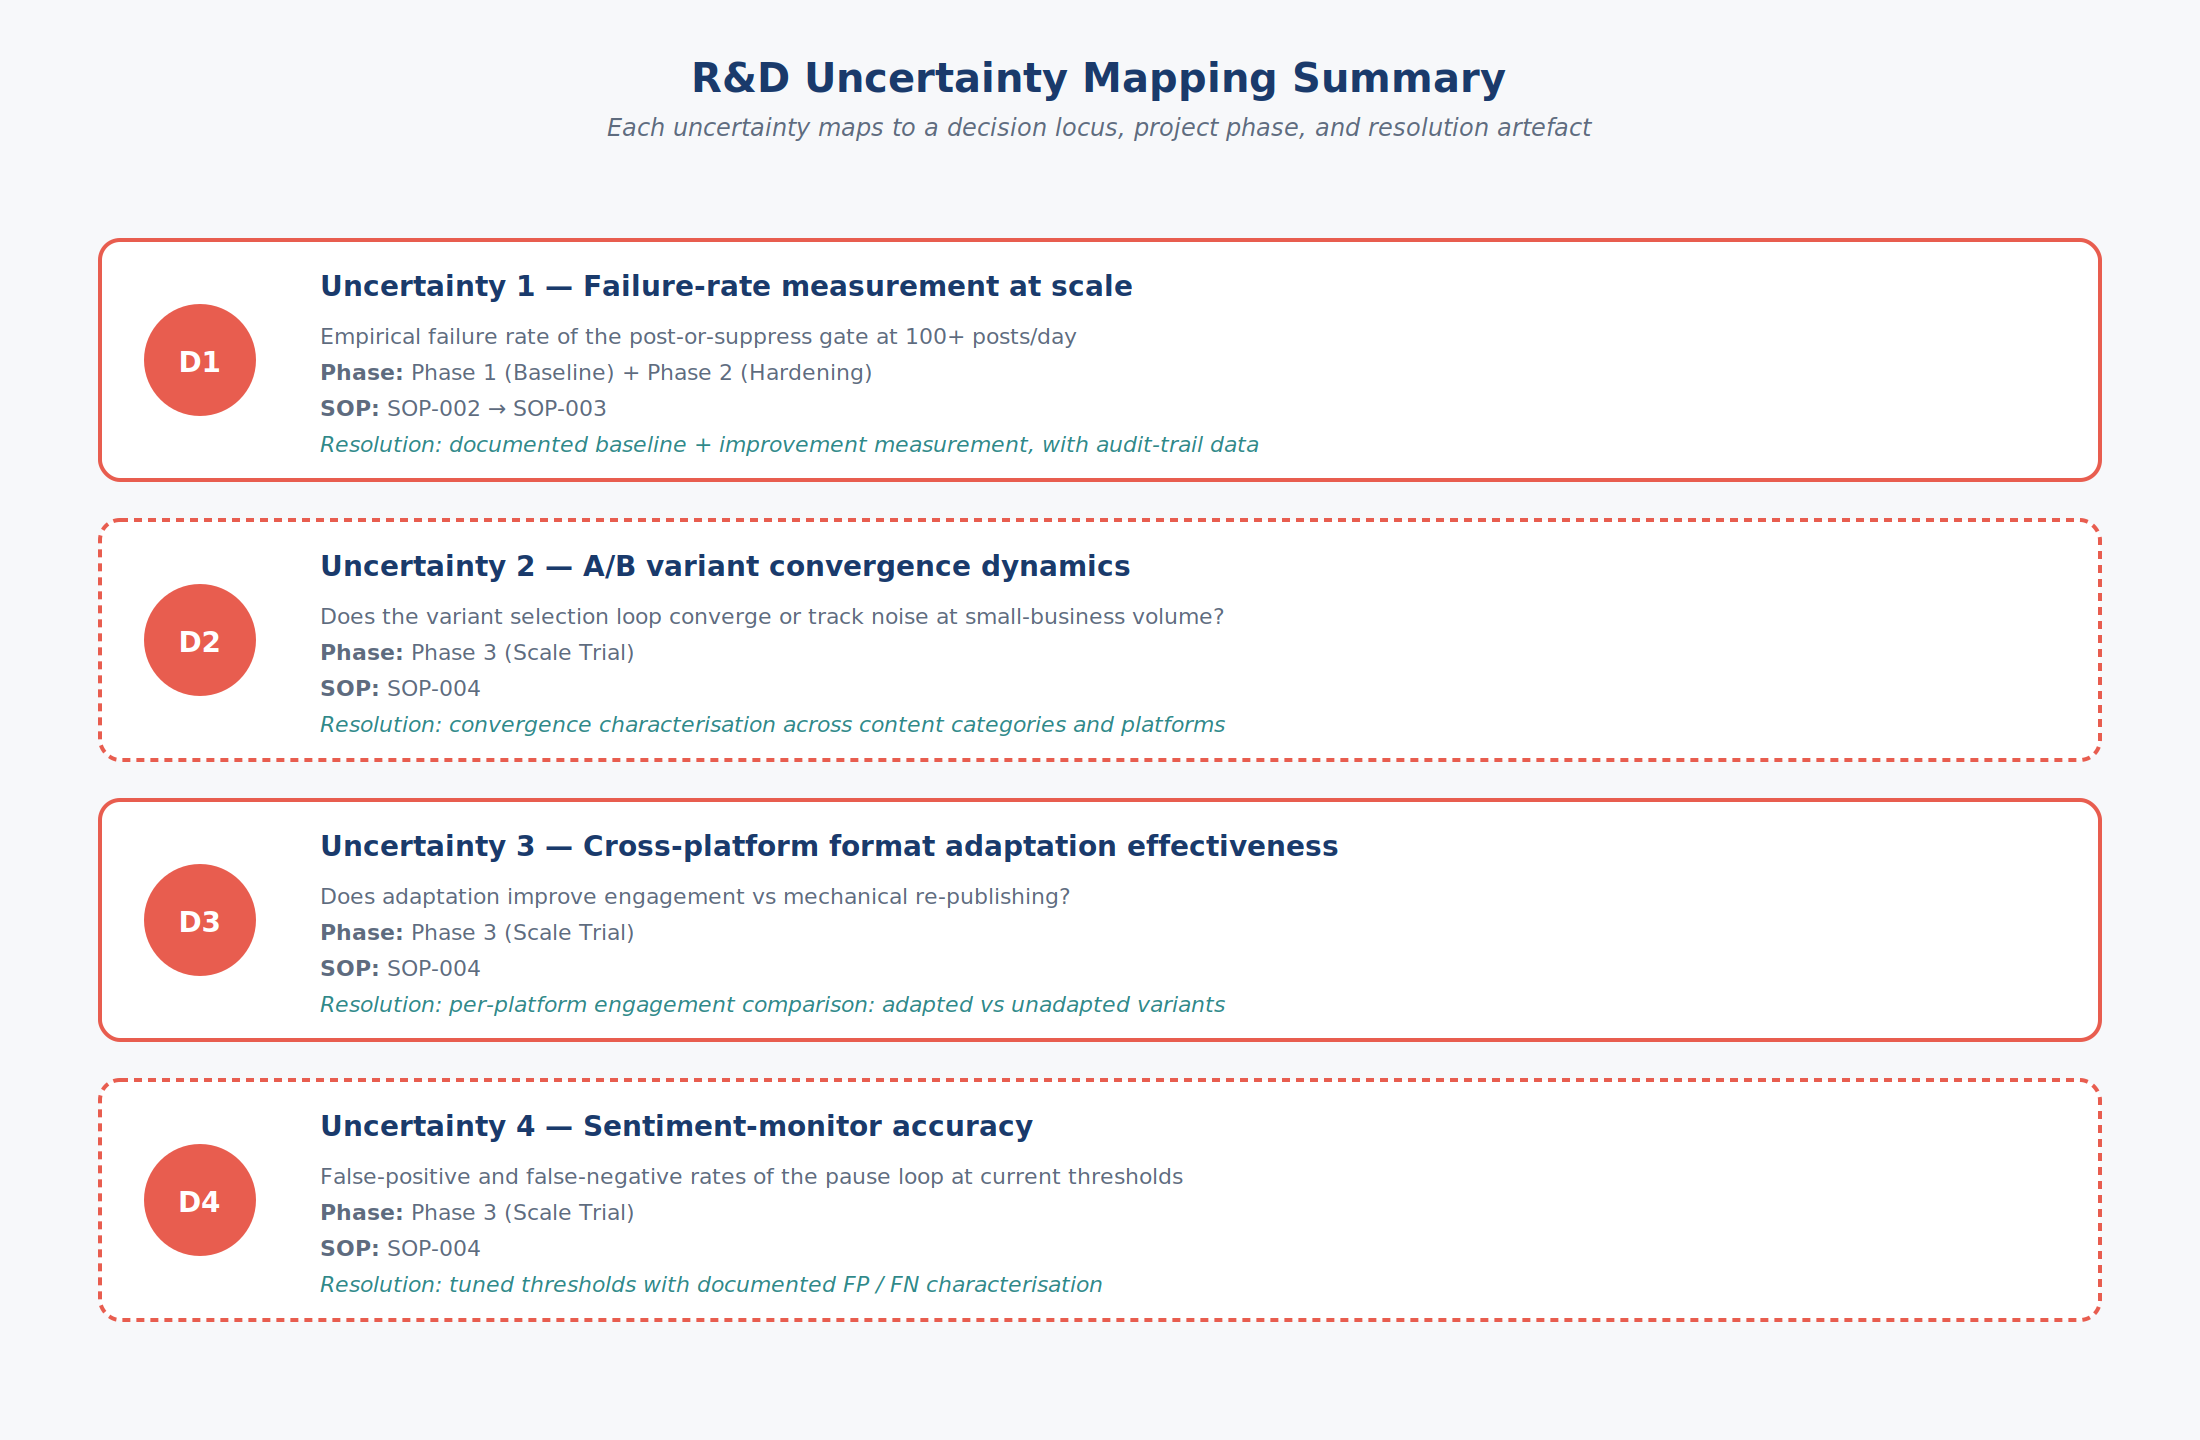 R&D Uncertainty Mapping Summary
Each uncertainty maps to a decision locus, project phase, and resolution artefact
D1
Uncertainty 1 — Failure-rate measurement at scale
Empirical failure rate of the post-or-suppress gate at 100+ posts/day
Phase: Phase 1 (Baseline) + Phase 2 (Hardening)
SOP: SOP-002 → SOP-003
Resolution: documented baseline + improvement measurement, with audit-trail data
D2
Uncertainty 2 — A/B variant convergence dynamics
Does the variant selection loop converge or track noise at small-business volume?
Phase: Phase 3 (Scale Trial)
SOP: SOP-004
Resolution: convergence characterisation across content categories and platforms
D3
Uncertainty 3 — Cross-platform format adaptation effectiveness
Does adaptation improve engagement vs mechanical re-publishing?
Phase: Phase 3 (Scale Trial)
SOP: SOP-004
Resolution: per-platform engagement comparison: adapted vs unadapted variants
D4
Uncertainty 4 — Sentiment-monitor accuracy
False-positive and false-negative rates of the pause loop at current thresholds
Phase: Phase 3 (Scale Trial)
SOP: SOP-004
Resolution: tuned thresholds with documented FP / FN characterisation